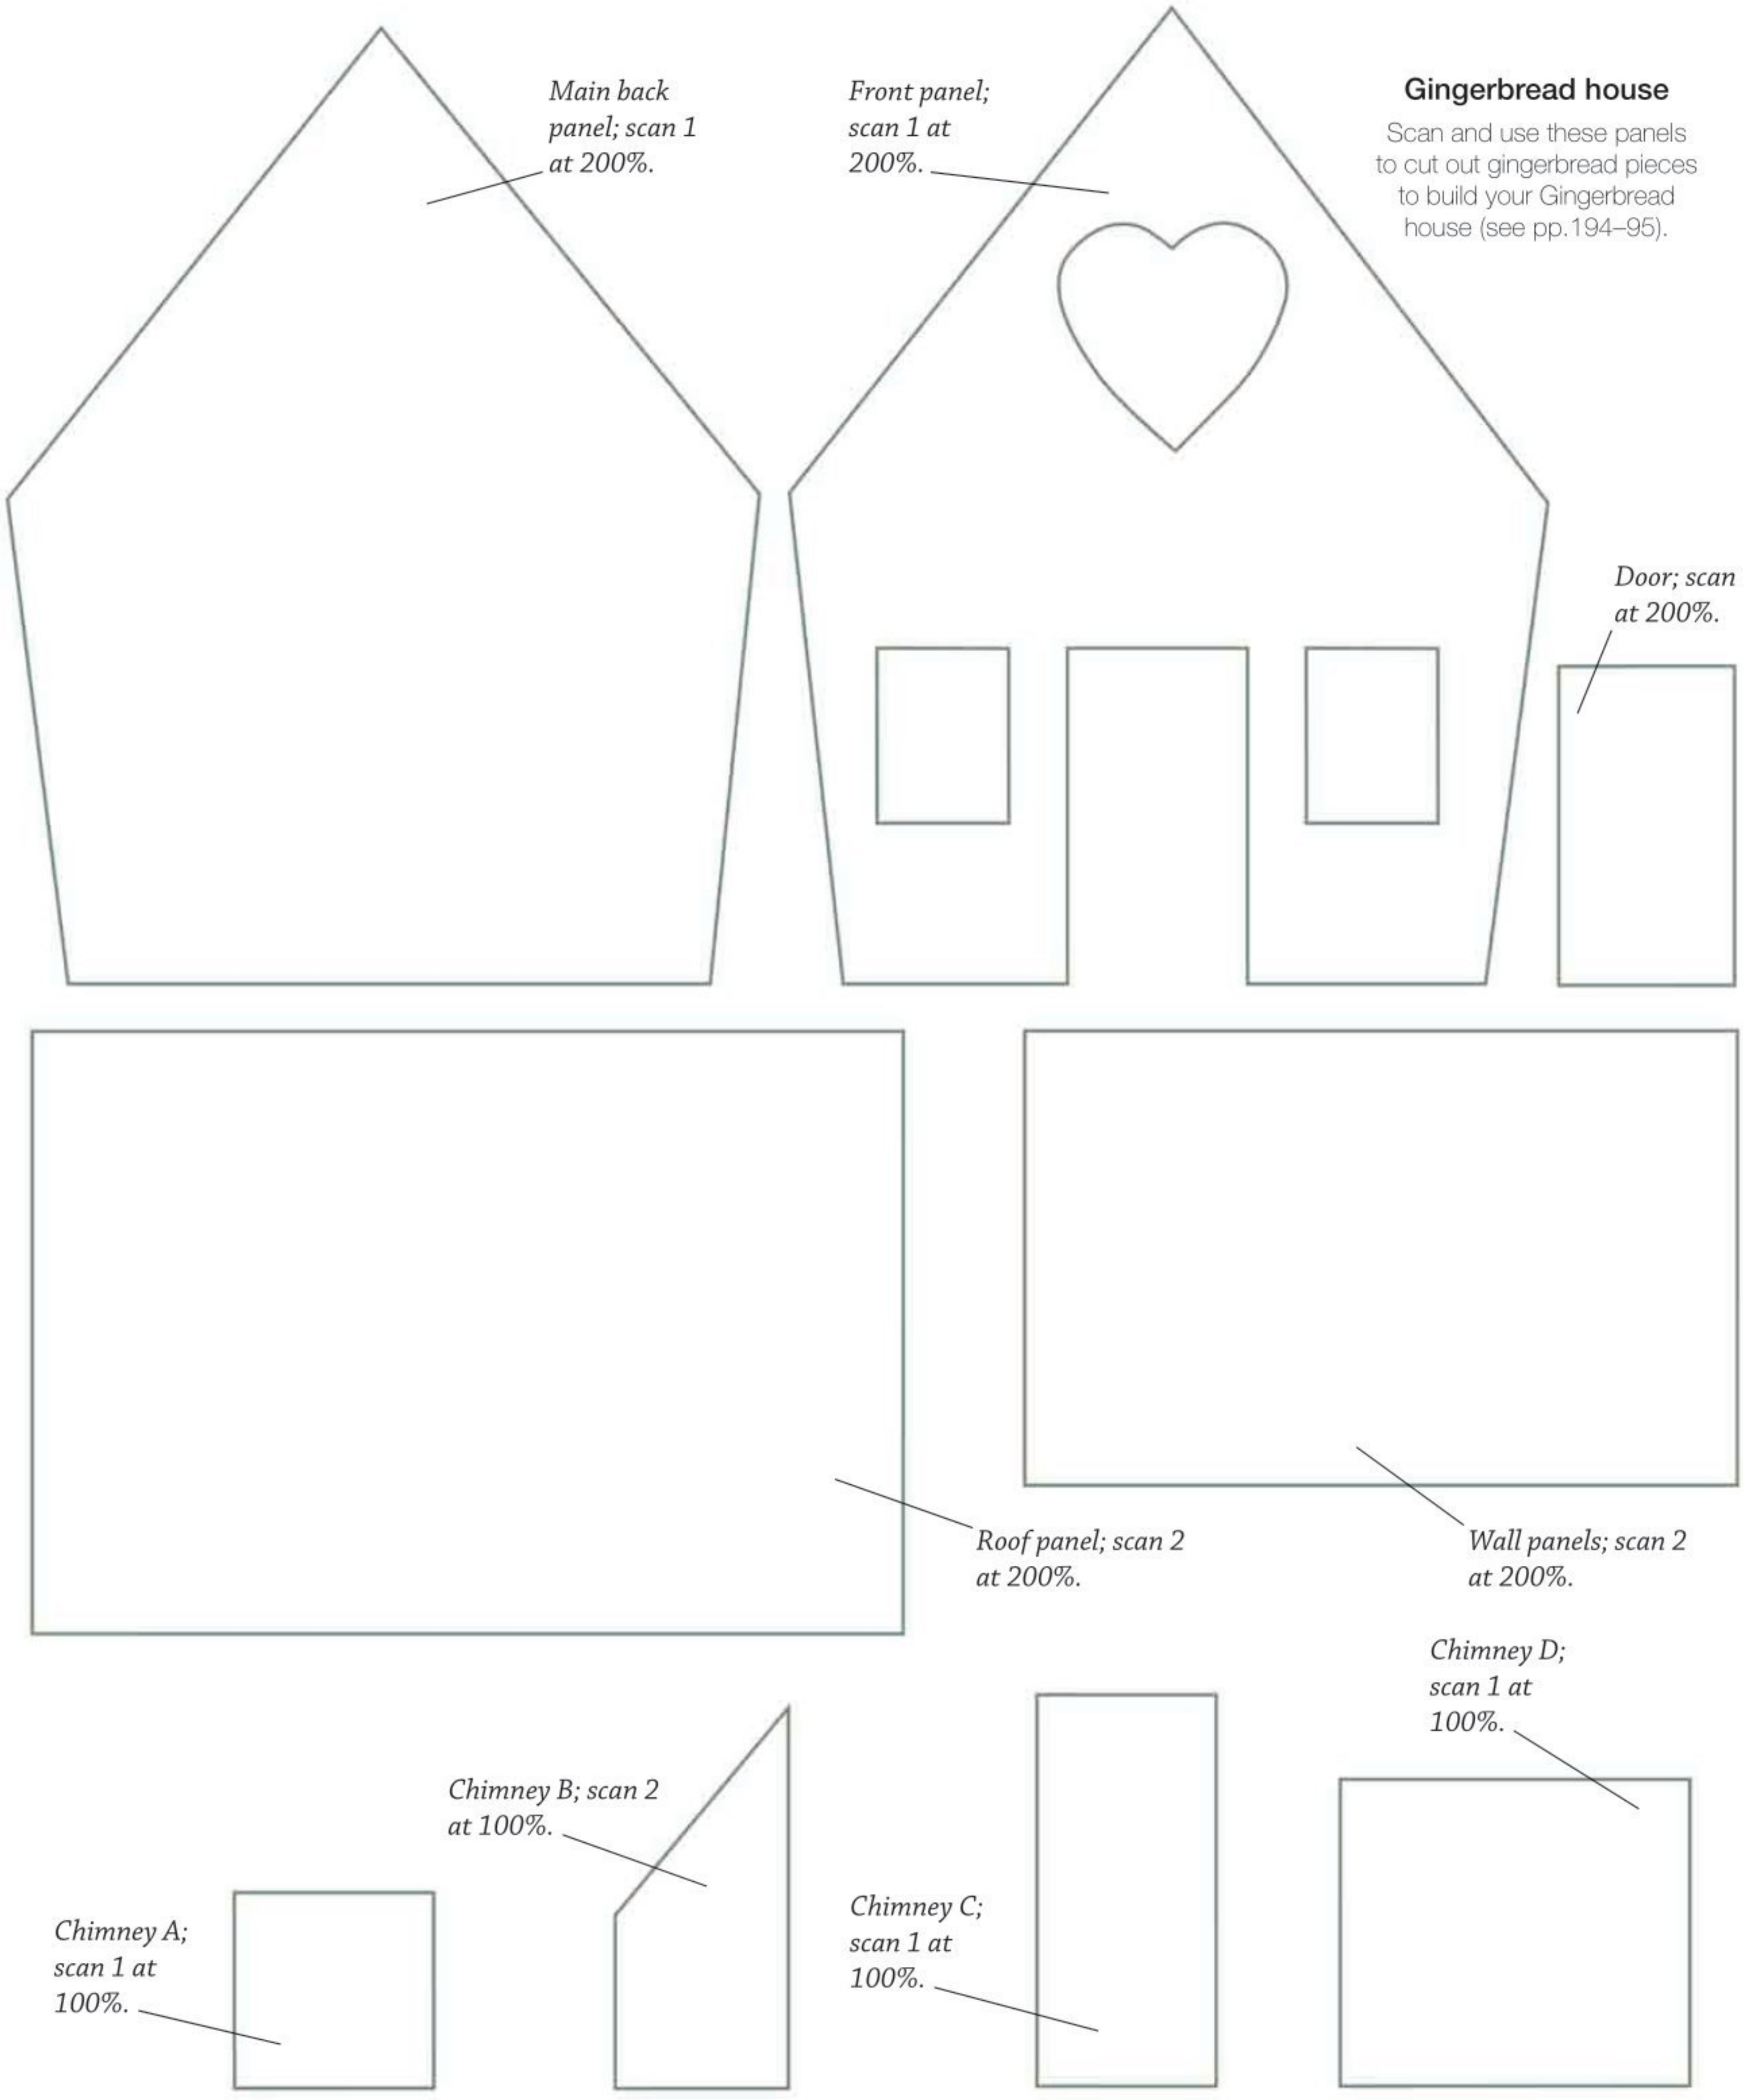 Main back
panel; scan 1
at 200%.
Front panel;
scan 1 at
200%.
Gingerbread house
Scan and use these panels
to cut out gingerbread pieces
to build your Gingerbread
house (see pp.194–95).
Door; scan
at 200%.
Roof panel; scan 2
at 200%.
Wall panels; scan 2
at 200%.
Chimney D;
scan 1 at
100%.
Chimney B; scan 2
at 100%.
Chimney A;
scan 1 at
100%.
Chimney C;
scan 1 at
100%.